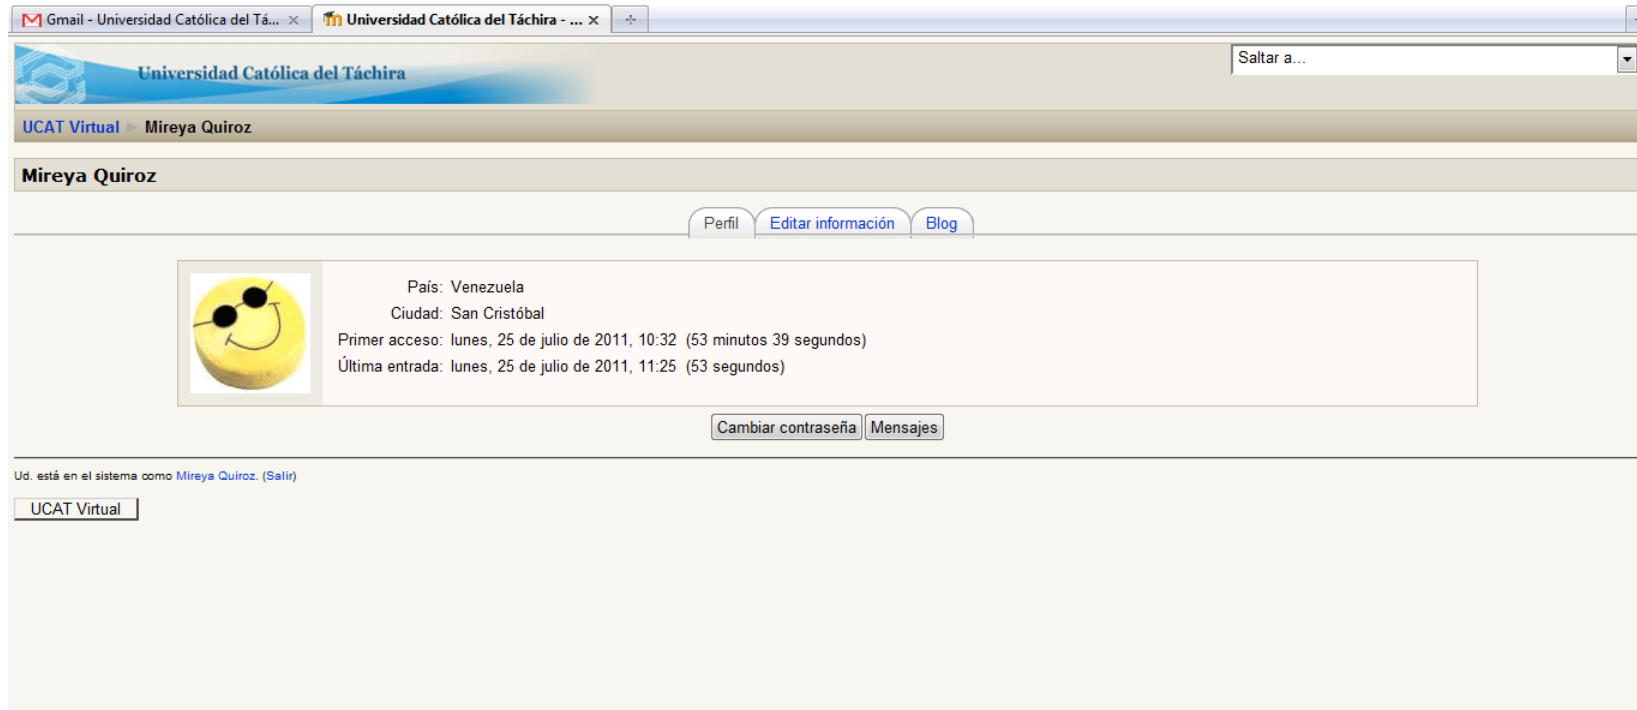 Gmail - Universidad Católica del Tá...
Universidad Católica del Táchira - ...
Universidad Católica del Táchira
Saltar a...
UCAT Virtual ► Mireya Quiroz
Mireya Quiroz
Perfil Editar información Blog
País: Venezuela
Ciudad: San Cristóbal
Primer acceso: lunes, 25 de julio de 2011, 10:32 (53 minutos 39 segundos)
Última entrada: lunes, 25 de julio de 2011, 11:25 (53 segundos)
Cambiar contraseña Mensajes
Ud. está en el sistema como Mireya Quiroz. (Salir)
UCAT Virtual